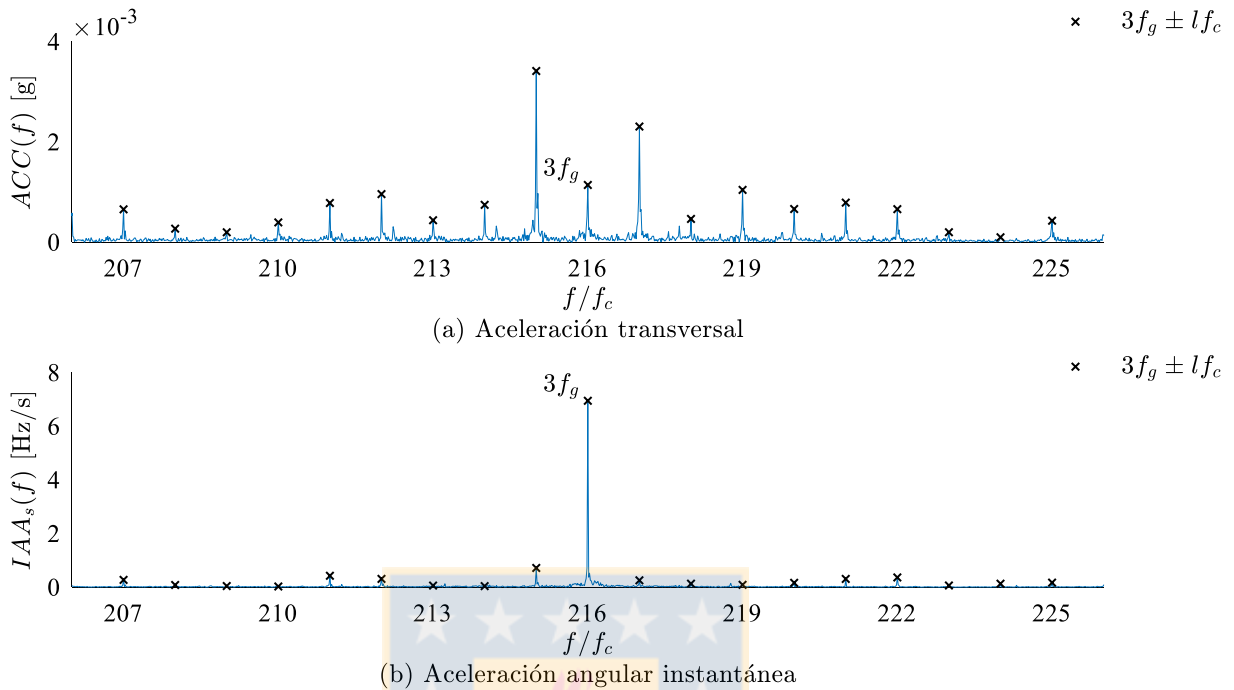 ×10⁻³
× 3f_g ± lf_c
ACC(f) [g]
4
2
0
3f_g
207 210 213 216 219 222 225
f/f_c
(a) Aceleración transversal
× 3f_g ± lf_c
IAA_s(f) [Hz/s]
8
6
4
2
0
3f_g
207 210 213 216 219 222 225
f/f_c
(b) Aceleración angular instantánea